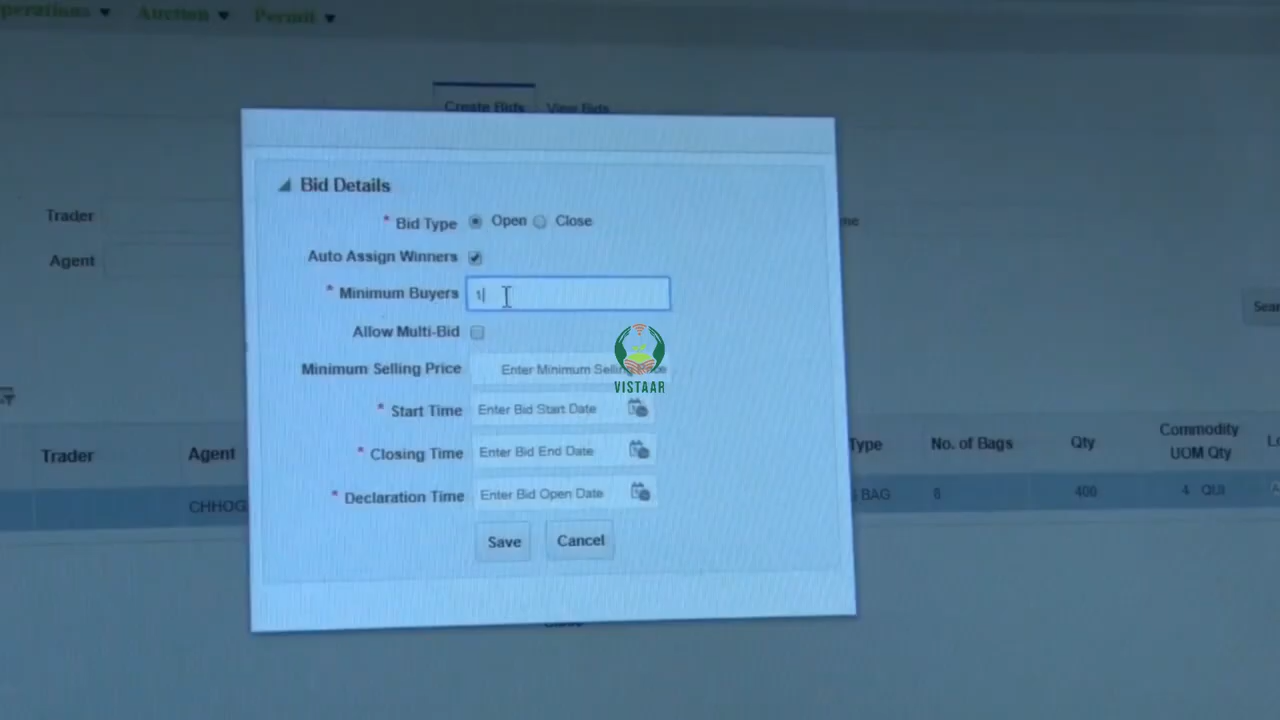 Auction
Permit
Create Bids View Bids
Bid Details
Trader
* Bid Type Open Close
Agent
Auto Assign Winners
* Minimum Buyers 1
Allow Multi-Bid
Minimum Selling Price Enter Minimum Selling
VISTAAR
* Start Time Enter Bid Start Date
* Closing Time Enter Bid End Date
* Declaration Time Enter Bid Open Date
Save Cancel
Trader Agent Type No. of Bags Qty Commodity
UOM Qty
CHHOG BAG 8 400 4 QUI